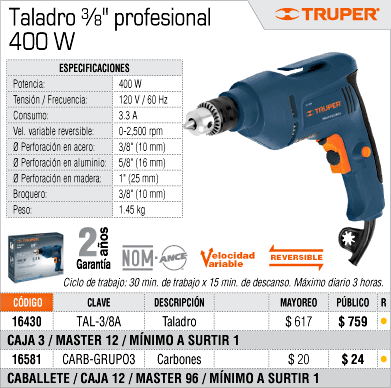 Taladro 3/8" profesional
400 W
TRUPER®
ESPECIFICACIONES
Potencia: 400 W
Tensión / Frecuencia: 120 V / 60 Hz
Consumo: 3.3 A
Vel. variable reversible: 0-2,500 rpm
Ø Perforación en acero: 3/8" (10 mm)
Ø Perforación en aluminio: 5/8" (16 mm)
Ø Perforación en madera: 1" (25 mm)
Broquero: 3/8" (10 mm)
Peso: 1.45 kg
TRUPER
2 años
Garantía
NOM-ANCE
Velocidad
Variable
REVERSIBLE
Ciclo de trabajo: 30 min. de trabajo x 15 min. de descanso. Máximo diario 3 horas.
CÓDIGO CLAVE DESCRIPCIÓN MAYOREO PÚBLICO R
16430 TAL-3/8A Taladro $ 617 $ 759
CAJA 3 / MASTER 12 / MÍNIMO A SURTIR 1
16581 CARB-GRUPO3 Carbones $ 20 $ 24
CABALLETE / CAJA 12 / MASTER 96 / MÍNIMO A SURTIR 1